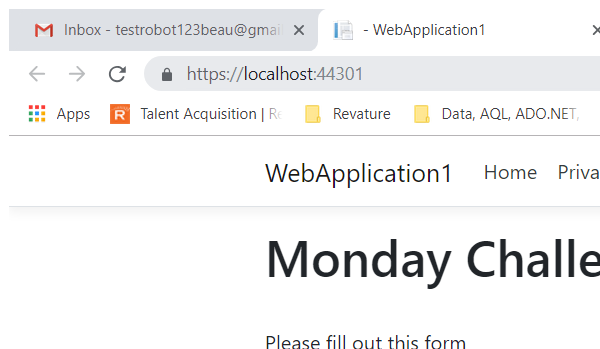 Inbox - testrobot123beau@gmai - WebApplication1
https://localhost:44301
Apps Talent Acquisition | Re Revature Data, AQL, ADO.NET,
WebApplication1 Home Priva
Monday Challe
Please fill out this form